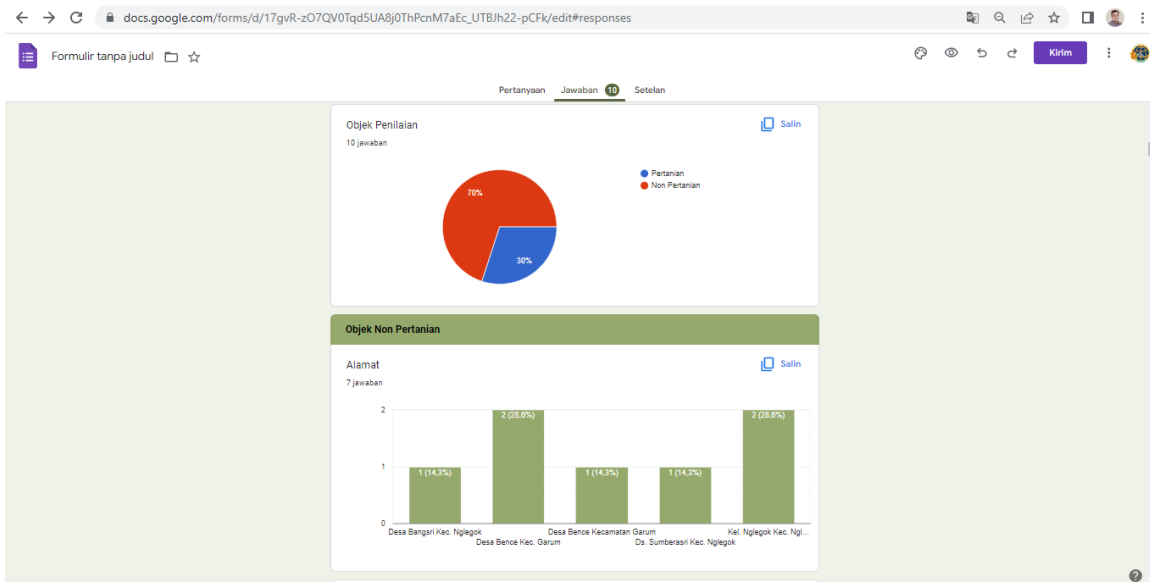 docs.google.com/forms/d/17gvR-zO7QV0Tqd5UA8j0ThPcnM7aEc_UTBJh22-pCFk/edit#responses
Formulir tanpa judul
Kirim
Pertanyaan Jawaban 10 Setelan
Objek Penilaian
Salin
10 jawaban
Pertanian
Non Pertanian
70%
30%
Objek Non Pertanian
Alamat
Salin
7 jawaban
2
1
0
1 (14,3%)
2 (28,6%)
1 (14,3%)
1 (14,3%)
2 (28,6%)
Desa Bangsri Kec. Nglegok
Desa Bence Kec. Garum
Desa Bence Kecamatan Garum
Ds. Sumberasri Kec. Nglegok
Kel. Nglegok Kec. Ngl...